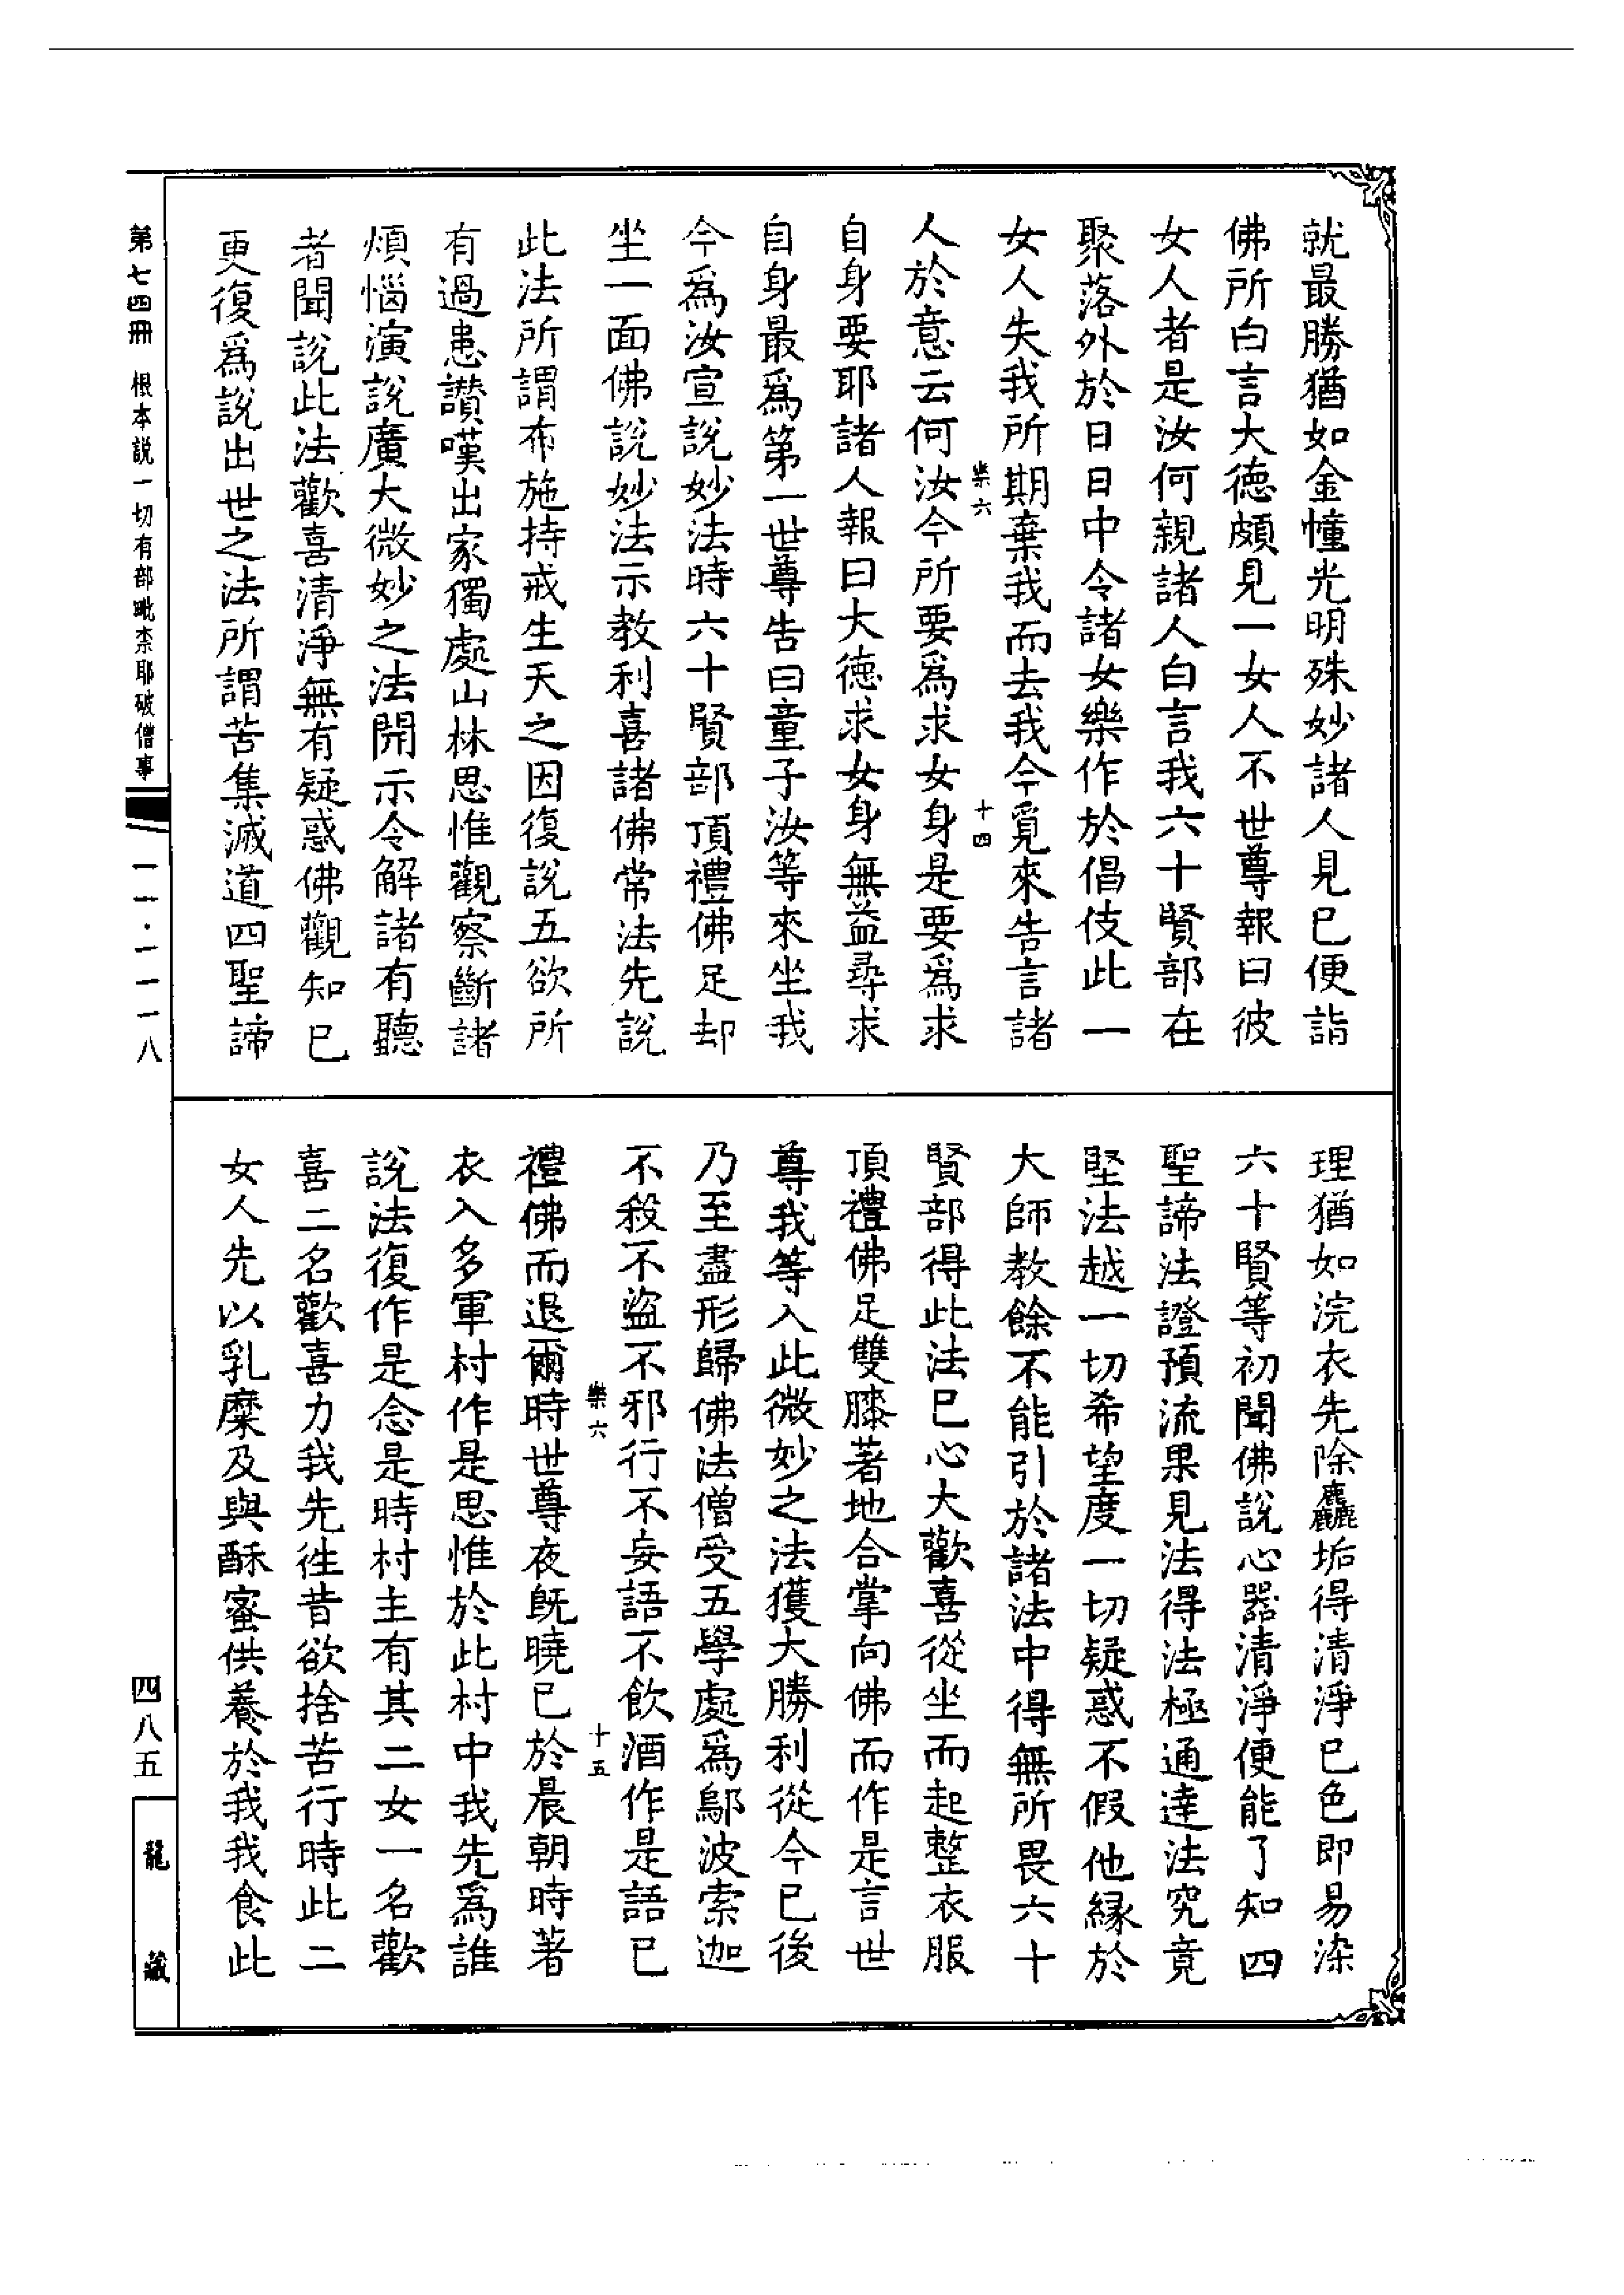 就最勝猶如金幢光明殊妙諸人見已便詣
佛所白言大德頗見一女人不世尊報曰彼
女人者是汝何親諸人白言我六十賢部在
聚落外於日日中令諸女樂作於倡伎此一
女人失我所期棄我而去我今覓來告言諸
樂六
十四
人於意云何汝今所要為求女身是要為求
自身要耶諸人報曰大德求女身無益尋求
自身最為第一世尊告曰童子汝等來坐我
今為汝宣說妙法時六十賢部頂禮佛足却
坐一面佛說妙法示教利喜諸佛常法先說
此法所謂布施持戒生天之因復說五欲所
有過患讚嘆出家獨處山林思惟觀察斷諸
煩惱演說廣大微妙之法開示令解諸有聽
者聞說此法歡喜清淨無有疑惑佛觀知已
更復為說出世之法所謂苦集滅道四聖諦
理猶如浣衣先除麤垢得清淨已色即易染
六十賢等初聞佛說心器清淨便能了知四
聖諦法證預流果見法得法極通達法究竟
堅法越一切希望度一切疑惑不假他緣於
大師教餘不能引於諸法中得無所畏六十
賢部得此法已心大歡喜從坐而起整衣服
頂禮佛足雙膝著地合掌向佛而作是言世
尊我等入此微妙之法獲大勝利從今已後
乃至盡形歸佛法僧受五學處為鄔波索迦
不殺不盜不邪行不妄語不飲酒作是語已
樂六
十五
禮佛而退爾時世尊夜既曉已於晨朝時著
衣入多軍村作是思惟於此村中我先為誰
說法復作是念是時村主有其二女一名歡
喜二名歡喜力我先往昔欲捨苦行時此二
女人先以乳糜及與酥蜜供養於我我食此
第七四冊 根本說一切有部毗柰耶破僧事
一一·一一一八
四八五
龍藏